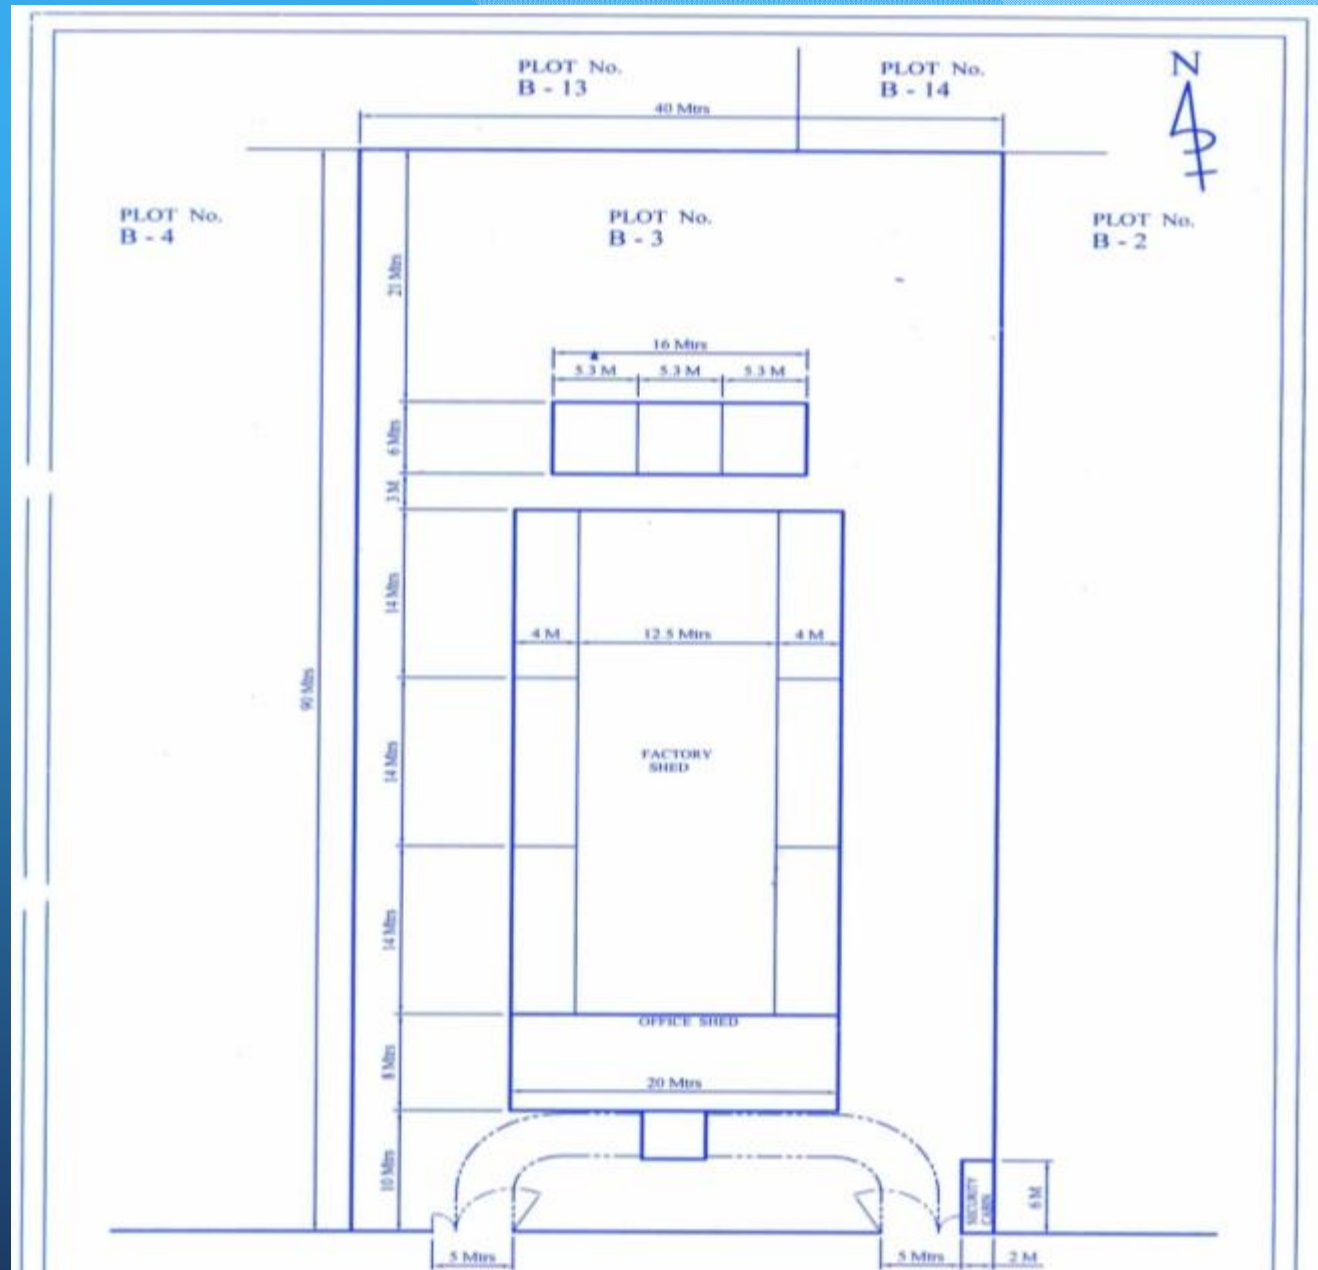 PLOT No.
B - 13
PLOT No.
B - 14
N
40 Mtrs
PLOT No.
B - 4
PLOT No.
B - 3
PLOT No.
B - 2
21 Mtrs
16 Mtrs
5.3 M 5.3 M 5.3 M
6 Mtrs
3 M
14 Mtrs
4 M 12.5 Mtrs 4 M
90 Mtrs
14 Mtrs
FACTORY
SHED
14 Mtrs
OFFICE SHED
8 Mtrs
20 Mtrs
10 Mtrs
SECURITY
CABIN
6 M
5 Mtrs 5 Mtrs 2 M